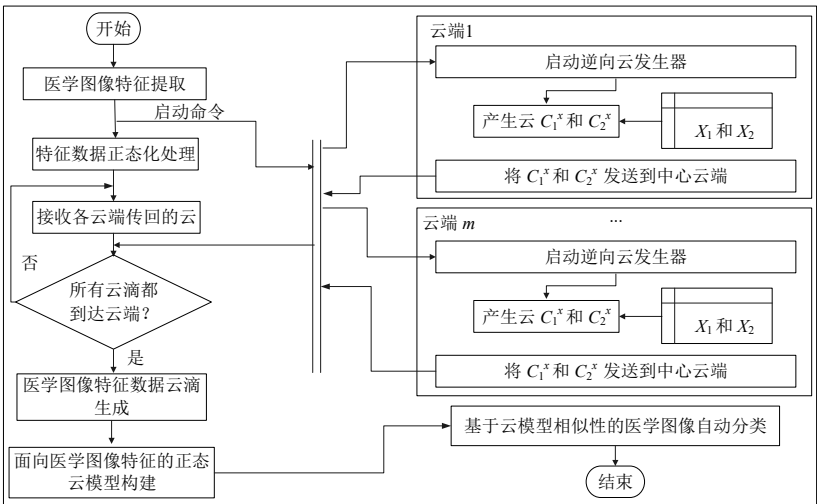 开始
医学图像特征提取
启动命令
特征数据正态化处理
接收各云端传回的云
否
所有云滴都
到达云端？
是
医学图像特征数据云滴
生成
面向医学图像特征的正态
云模型构建
云端1
启动逆向云发生器
产生云 C₁ˣ 和 C₂ˣ
X₁ 和 X₂
将 C₁ˣ 和 C₂ˣ 发送到中心云端
云端 m
...
启动逆向云发生器
产生云 C₁ˣ 和 C₂ˣ
X₁ 和 X₂
将 C₁ˣ 和 C₂ˣ 发送到中心云端
基于云模型相似性的医学图像自动分类
结束